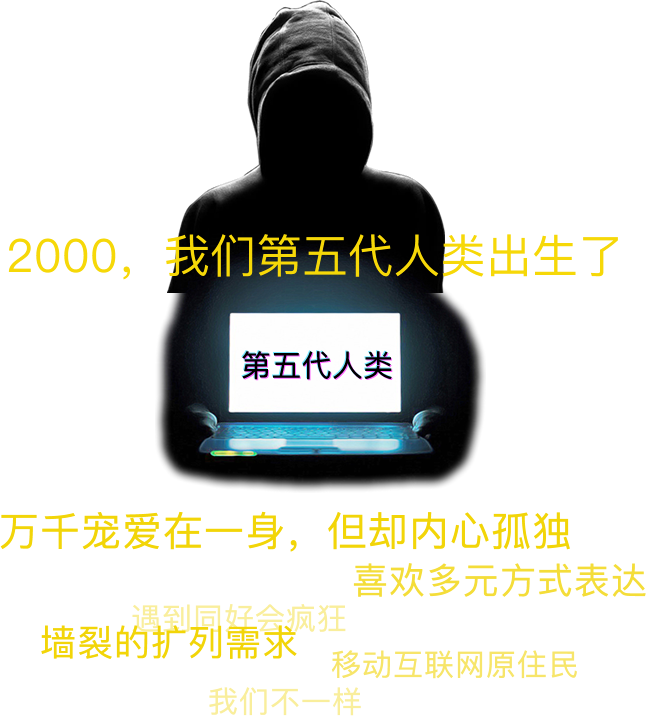 2000，我们第五代人类出生了
第五代人类
万千宠爱在一身，但却内心孤独
喜欢多元方式表达
遇到同好会疯狂
墙裂的扩列需求
移动互联网原住民
我们不一样